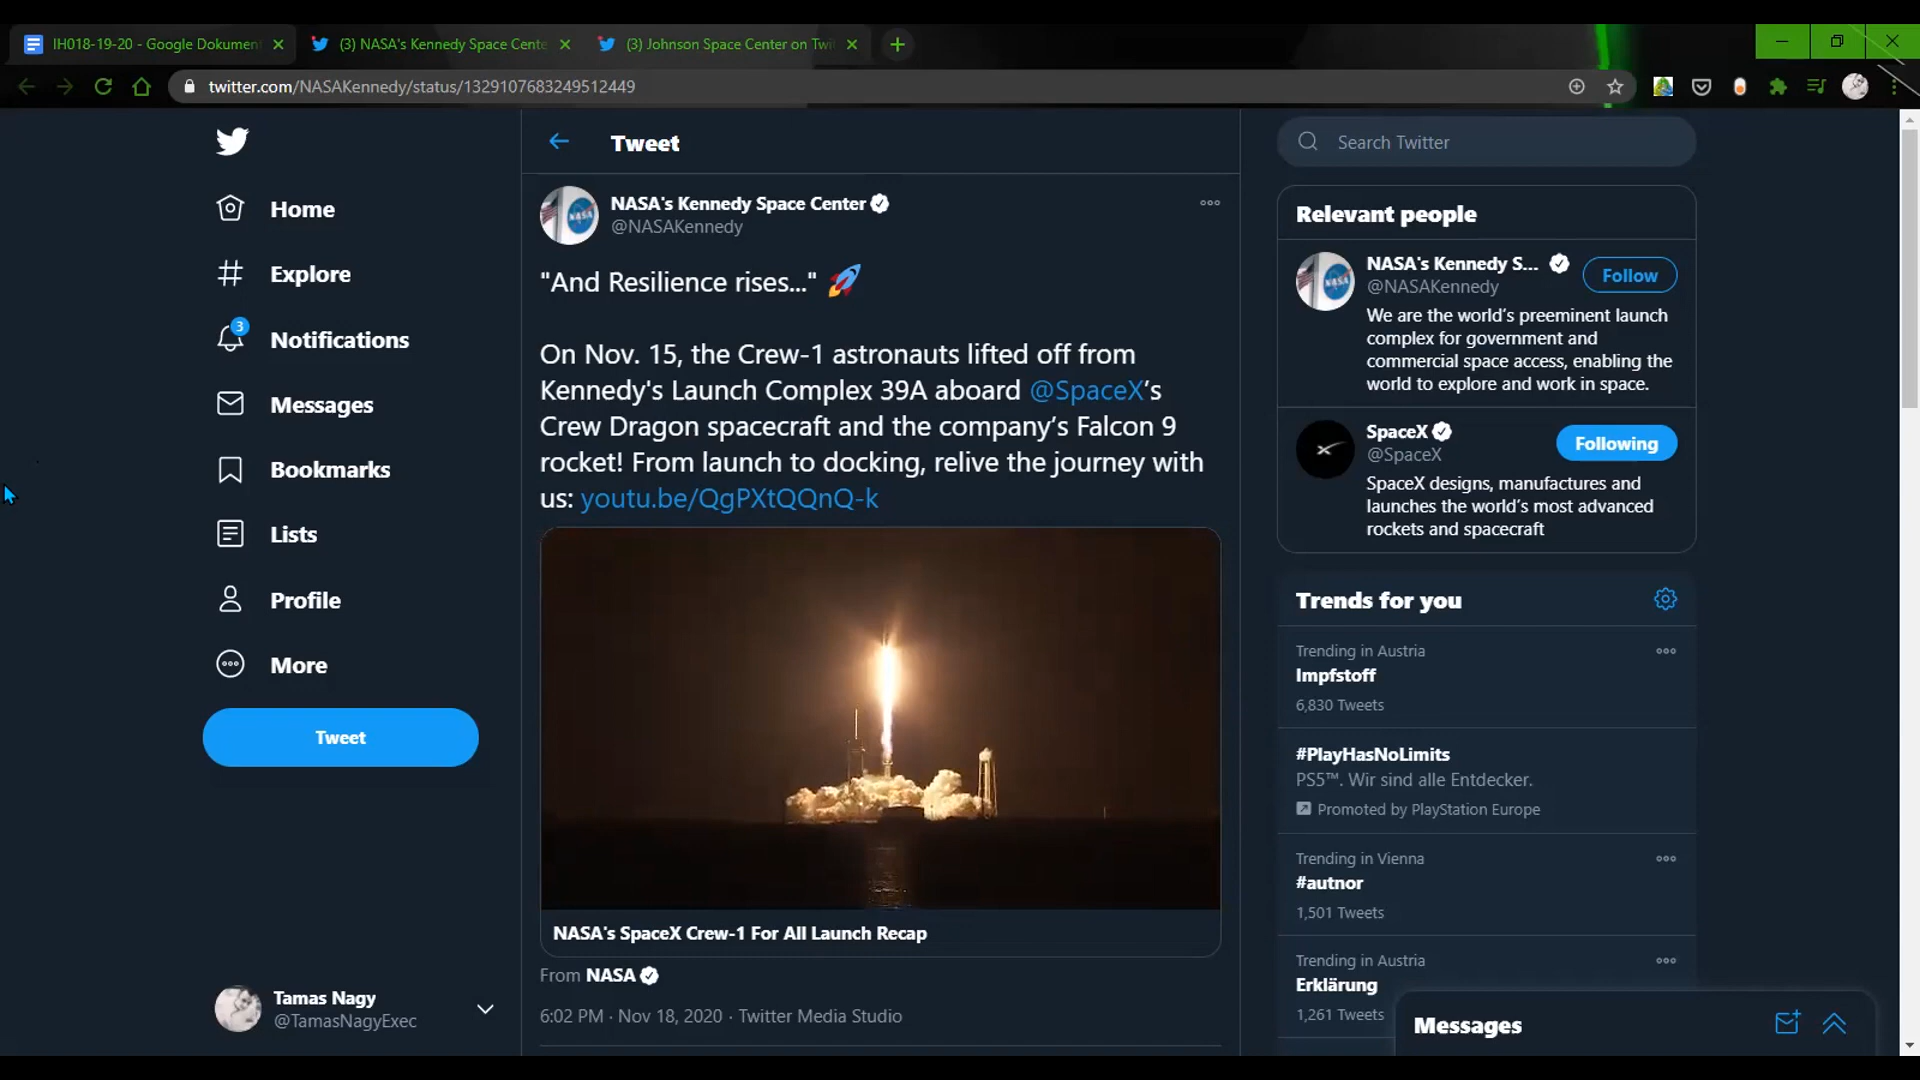 IH018-19-20 - Google Dokument
(3) NASA's Kennedy Space Cente
(3) Johnson Space Center on Twi
twitter.com/NASAKennedy/status/1329107683249512449
Home
Explore
3
Notifications
Messages
Bookmarks
Lists
Profile
More
Tweet
Tamas Nagy
@TamasNagyExec
Tweet
NASA's Kennedy Space Center
@NASAKennedy
"And Resilience rises..." 🚀
On Nov. 15, the Crew-1 astronauts lifted off from
Kennedy's Launch Complex 39A aboard @SpaceX’s
Crew Dragon spacecraft and the company’s Falcon 9
rocket! From launch to docking, relive the journey with
us: youtu.be/QgPXtQQnQ-k
NASA's SpaceX Crew-1 For All Launch Recap
From NASA
6:02 PM · Nov 18, 2020 · Twitter Media Studio
Search Twitter
Relevant people
NASA's Kennedy S...
@NASAKennedy
Follow
We are the world’s preeminent launch
complex for government and
commercial space access, enabling the
world to explore and work in space.
SpaceX
@SpaceX
Following
SpaceX designs, manufactures and
launches the world’s most advanced
rockets and spacecraft
Trends for you
Trending in Austria
Impfstoff
6,830 Tweets
#PlayHasNoLimits
PS5™. Wir sind alle Entdecker.
Promoted by PlayStation Europe
Trending in Vienna
#autnor
1,501 Tweets
Trending in Austria
Erklärung
1,261 Tweets
Messages